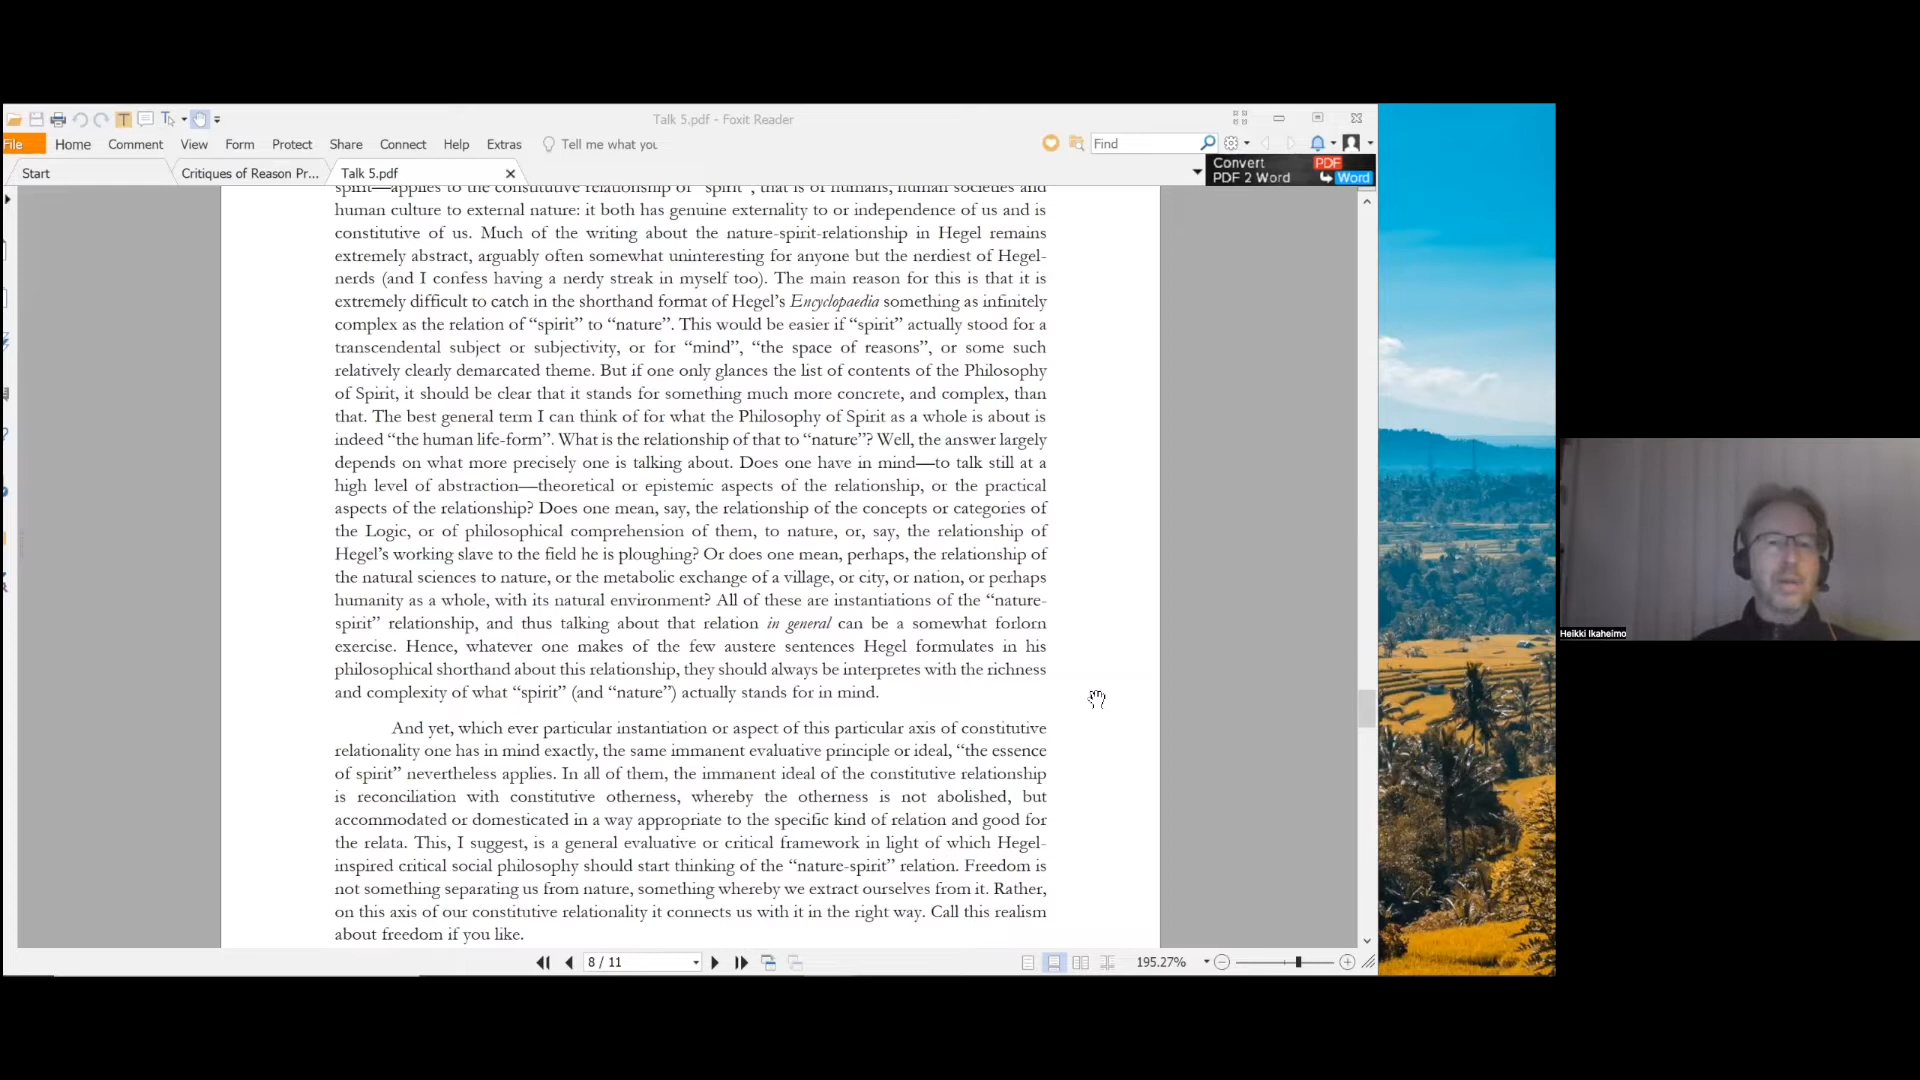 Talk 5.pdf - Foxit Reader
File Home Comment View Form Protect Share Connect Help Extras Tell me what you Find
Convert PDF
PDF 2 Word Word
Start Critiques of Reason Pr... Talk 5.pdf
spirit—applies to the constitutive relationship of "spirit", that is of humans, human societies and
human culture to external nature: it both has genuine externality to or independence of us and is
constitutive of us. Much of the writing about the nature-spirit-relationship in Hegel remains
extremely abstract, arguably often somewhat uninteresting for anyone but the nerdiest of Hegel-
nerds (and I confess having a nerdy streak in myself too). The main reason for this is that it is
extremely difficult to catch in the shorthand format of Hegel's Encyclopaedia something as infinitely
complex as the relation of "spirit" to "nature". This would be easier if "spirit" actually stood for a
transcendental subject or subjectivity, or for "mind", "the space of reasons", or some such
relatively clearly demarcated theme. But if one only glances the list of contents of the Philosophy
of Spirit, it should be clear that it stands for something much more concrete, and complex, than
that. The best general term I can think of for what the Philosophy of Spirit as a whole is about is
indeed "the human life-form". What is the relationship of that to "nature"? Well, the answer largely
depends on what more precisely one is talking about. Does one have in mind—to talk still at a
high level of abstraction—theoretical or epistemic aspects of the relationship, or the practical
aspects of the relationship? Does one mean, say, the relationship of the concepts or categories of
the Logic, or of philosophical comprehension of them, to nature, or, say, the relationship of
Hegel's working slave to the field he is ploughing? Or does one mean, perhaps, the relationship of
the natural sciences to nature, or the metabolic exchange of a village, or city, or nation, or perhaps
humanity as a whole, with its natural environment? All of these are instantiations of the "nature-
spirit" relationship, and thus talking about that relation in general can be a somewhat forlorn
exercise. Hence, whatever one makes of the few austere sentences Hegel formulates in his
philosophical shorthand about this relationship, they should always be interpretes with the richness
and complexity of what "spirit" (and "nature") actually stands for in mind.
And yet, which ever particular instantiation or aspect of this particular axis of constitutive
relationality one has in mind exactly, the same immanent evaluative principle or ideal, "the essence
of spirit" nevertheless applies. In all of them, the immanent ideal of the constitutive relationship
is reconciliation with constitutive otherness, whereby the otherness is not abolished, but
accommodated or domesticated in a way appropriate to the specific kind of relation and good for
the relata. This, I suggest, is a general evaluative or critical framework in light of which Hegel-
inspired critical social philosophy should start thinking of the "nature-spirit" relation. Freedom is
not something separating us from nature, something whereby we extract ourselves from it. Rather,
on this axis of our constitutive relationality it connects us with it in the right way. Call this realism
about freedom if you like.
8 / 11 195.27%
Heikki Ikaheimo